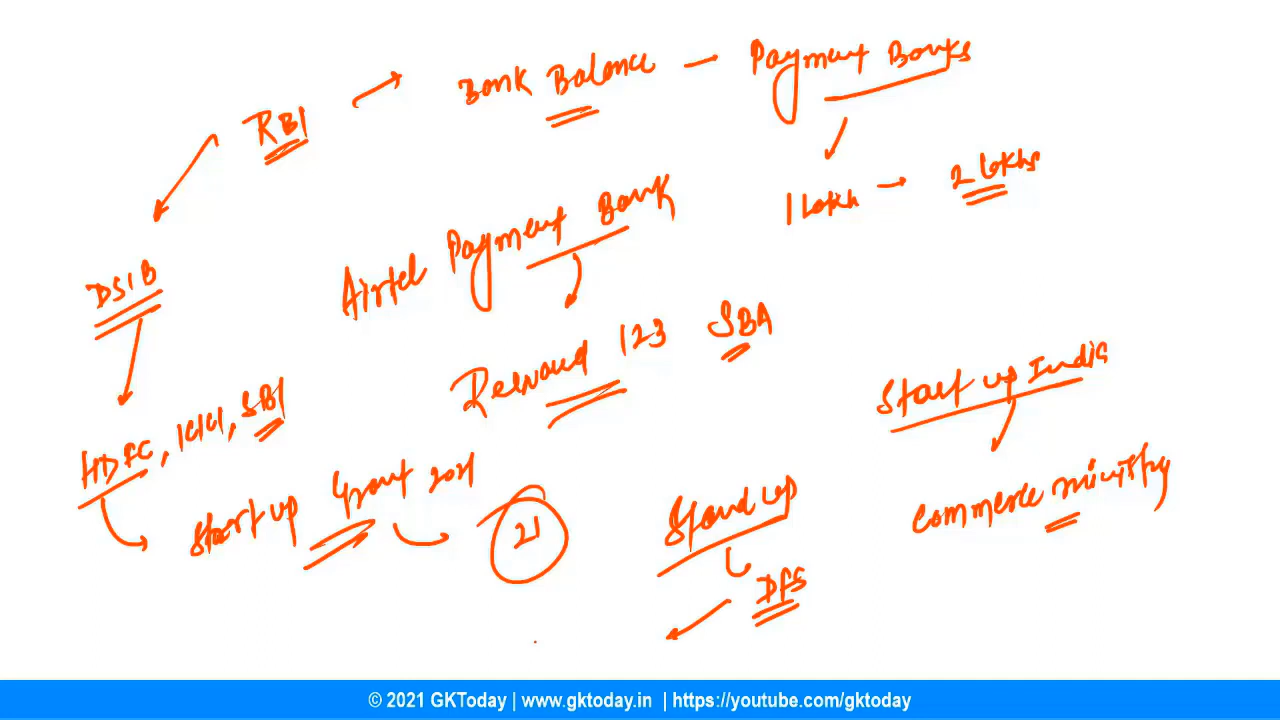 RBI → Bank Balance - Payment Banks
1 Lakh → 2 Lakhs
Airtel Payment Bank
DSIB
Reward 123 SBA
Start up India
HDFC, ICICI, SBI
Start up Grant 2021
21
Stand up
Commerce ministry
DFS
© 2021 GKToday | www.gktoday.in | https://youtube.com/gktoday